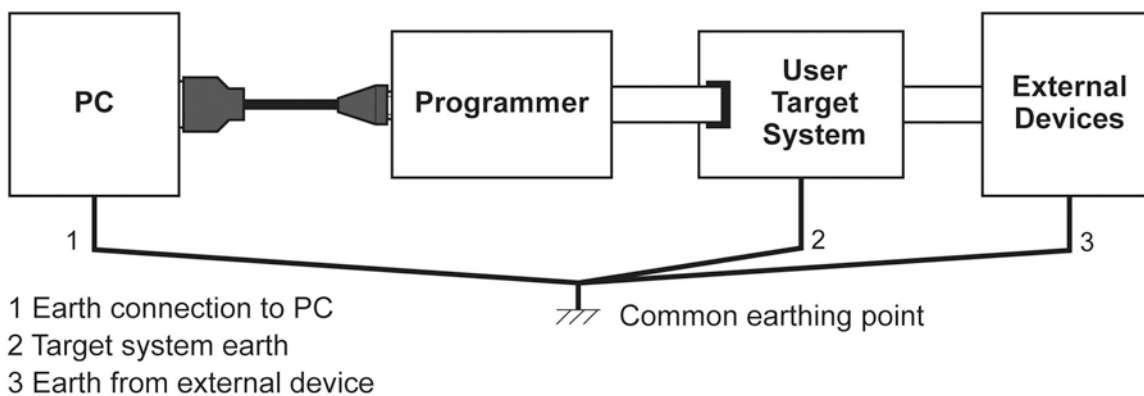 PC
Programmer
User
Target
System
External
Devices
1
2
3
Common earthing point
1 Earth connection to PC
2 Target system earth
3 Earth from external device